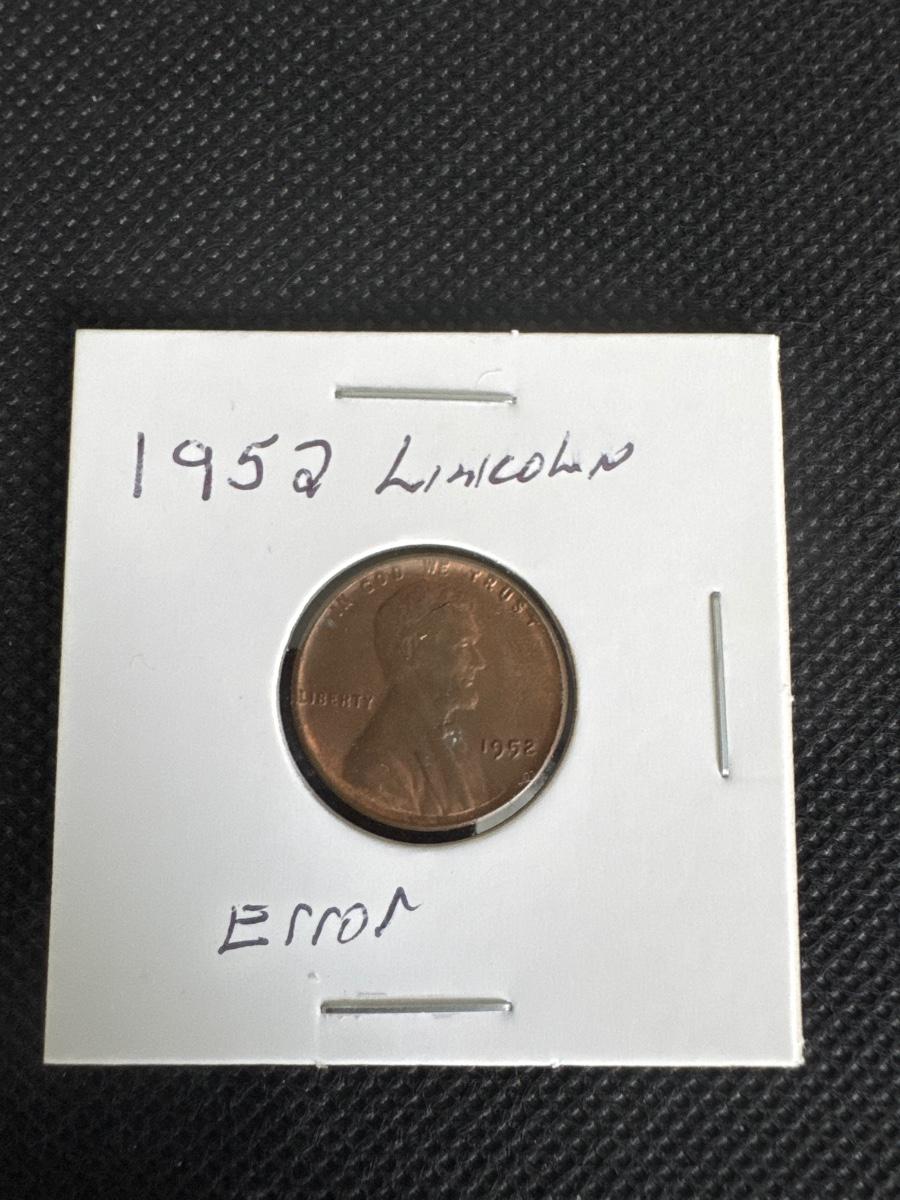 1952 Lincoln
IN GOD WE TRUST
LIBERTY
1952
Error